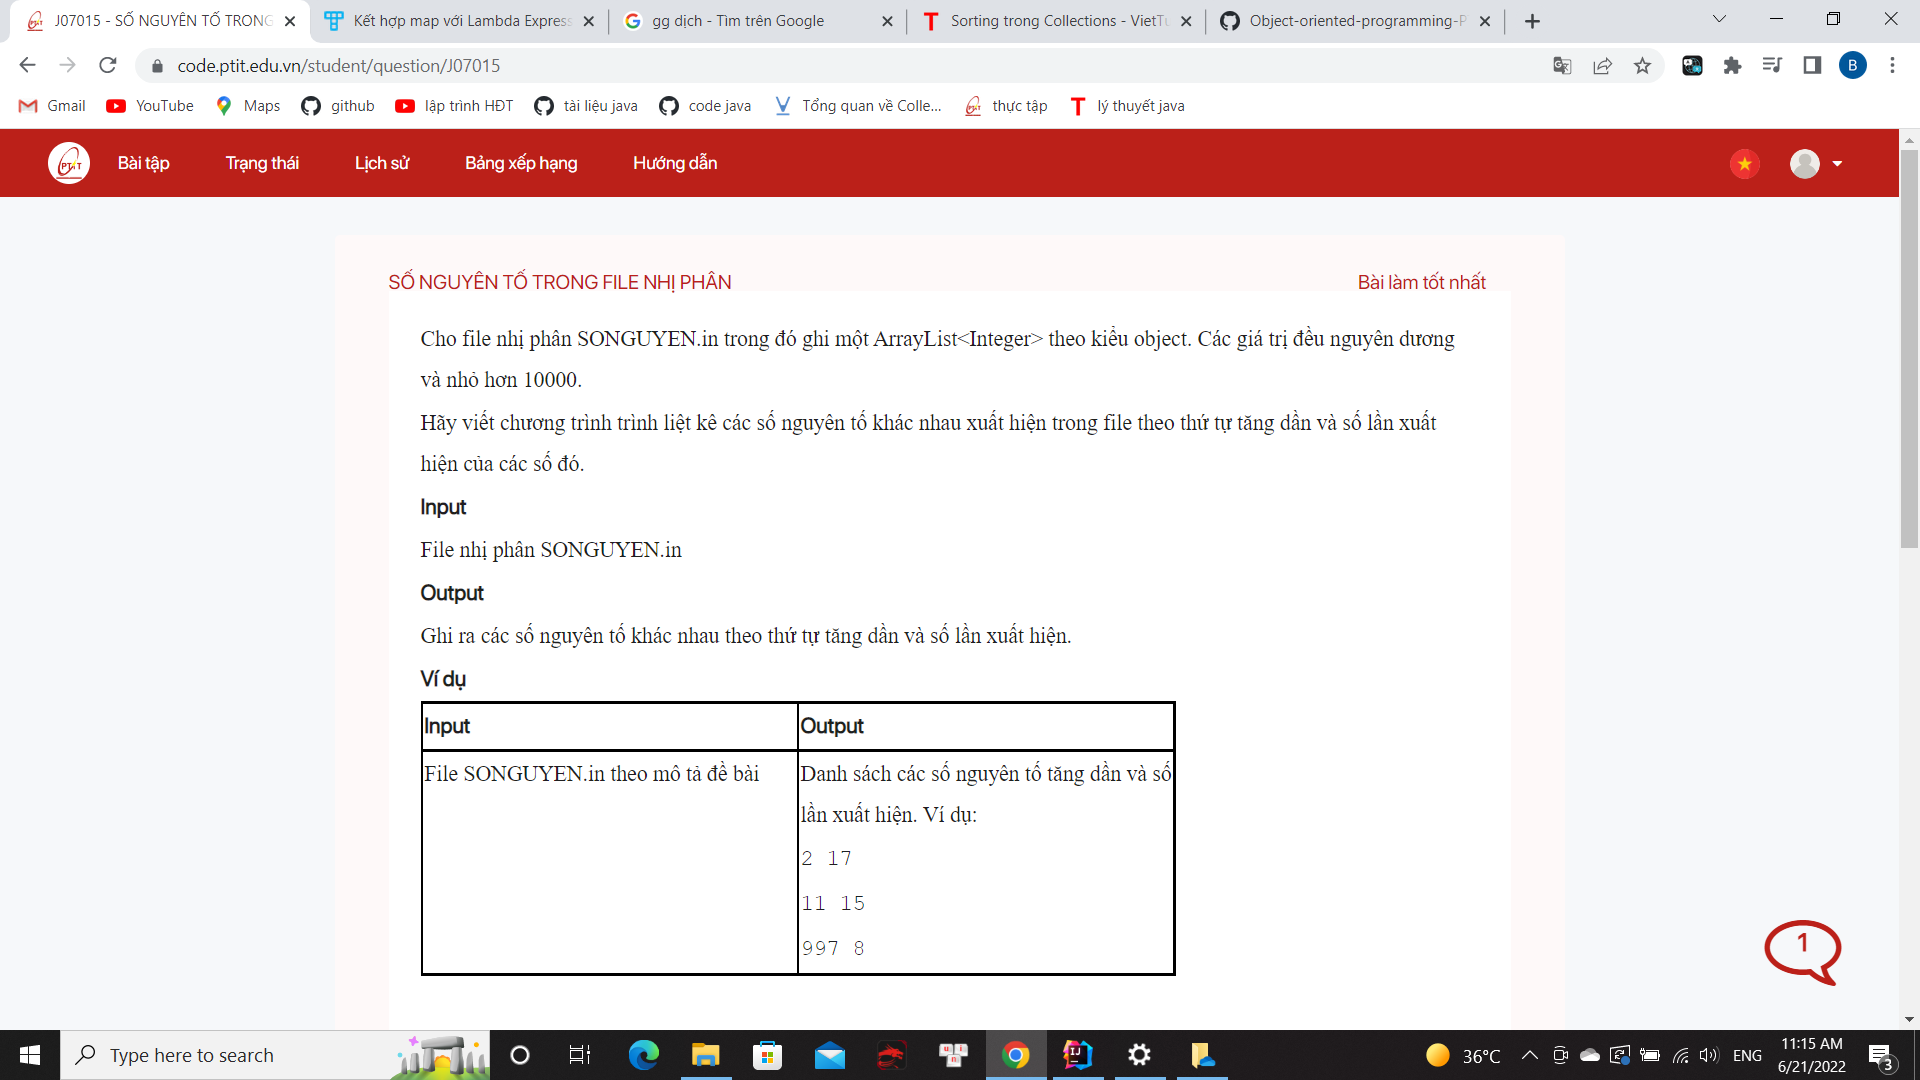 J07015 - SỐ NGUYÊN TỐ TRONG
Kết hợp map với Lambda Express
gg dịch - Tìm trên Google
Sorting trong Collections - VietTu
Object-oriented-programming-P
code.ptit.edu.vn/student/question/J07015
B
Gmail
YouTube
Maps
github
lập trình HĐT
tài liệu java
code java
Tổng quan về Colle...
thực tập
lý thuyết java
PTIT
Bài tập
Trạng thái
Lịch sử
Bảng xếp hạng
Hướng dẫn
SỐ NGUYÊN TỐ TRONG FILE NHỊ PHÂN
Bài làm tốt nhất
Cho file nhị phân SONGUYEN.in trong đó ghi một ArrayList<Integer> theo kiểu object. Các giá trị đều nguyên dương
và nhỏ hơn 10000.
Hãy viết chương trình trình liệt kê các số nguyên tố khác nhau xuất hiện trong file theo thứ tự tăng dần và số lần xuất
hiện của các số đó.
Input
File nhị phân SONGUYEN.in
Output
Ghi ra các số nguyên tố khác nhau theo thứ tự tăng dần và số lần xuất hiện.
Ví dụ
Input
Output
File SONGUYEN.in theo mô tả đề bài
Danh sách các số nguyên tố tăng dần và số
lần xuất hiện. Ví dụ:
2 17
11 15
997 8
1
Type here to search
36°C
ENG
11:15 AM
6/21/2022
3